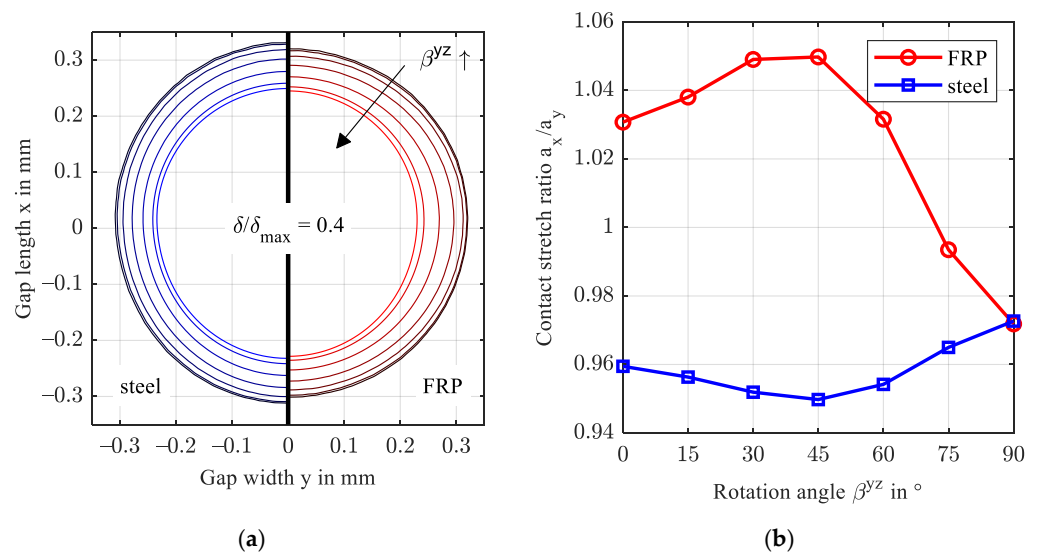 0.3
0.2
0.1
0
−0.1
−0.2
−0.3
−0.3
−0.2
−0.1
0
0.1
0.2
0.3
Gap length x in mm
Gap width y in mm
β^yz ↑
δ/δ_max = 0.4
steel
FRP
(a)
1.06
1.04
1.02
1
0.98
0.96
0.94
0
15
30
45
60
75
90
Contact stretch ratio a_x/a_y
Rotation angle β^yz in °
FRP
steel
(b)